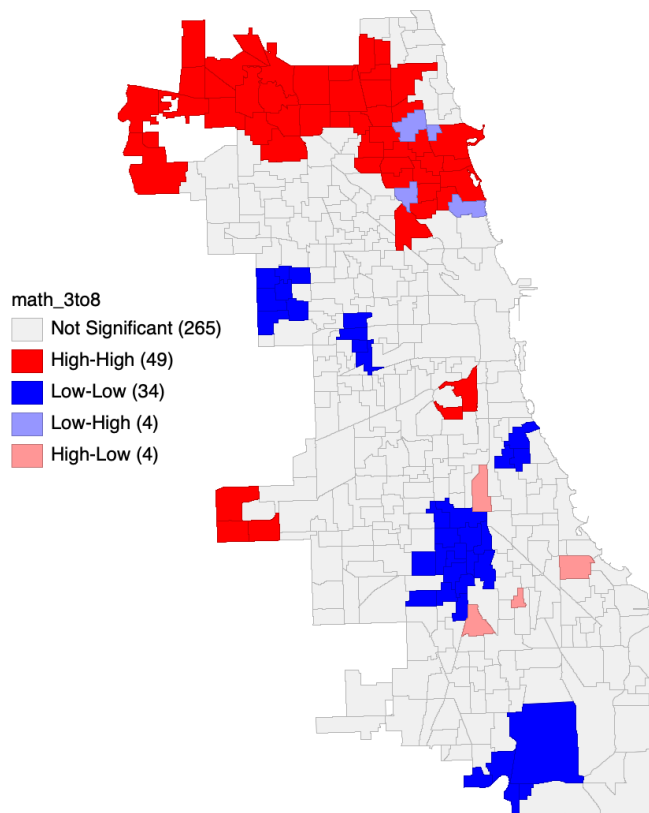 math_3to8
Not Significant (265)
High-High (49)
Low-Low (34)
Low-High (4)
High-Low (4)